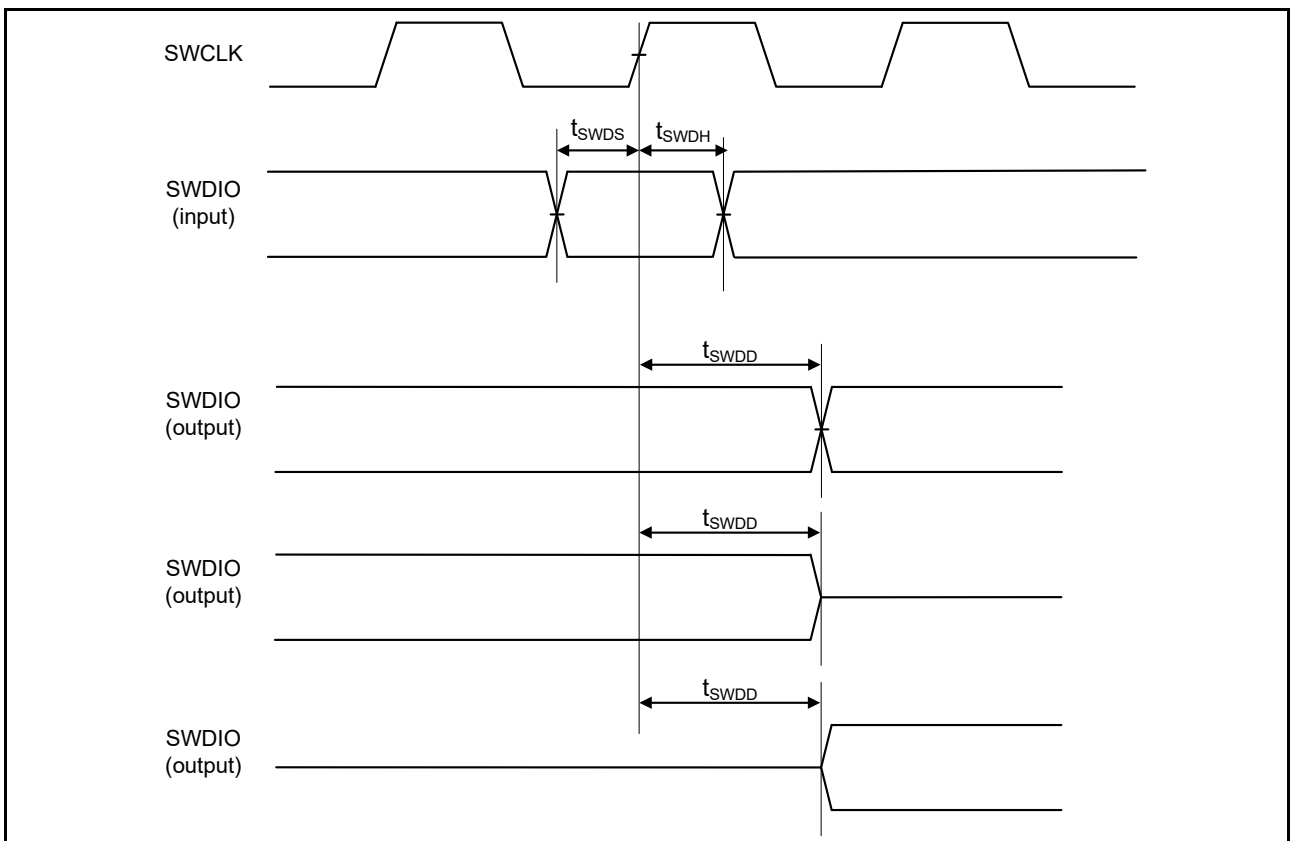 SWCLK
tSWDS
tSWDH
SWDIO
(input)
tSWDD
SWDIO
(output)
tSWDD
SWDIO
(output)
tSWDD
SWDIO
(output)